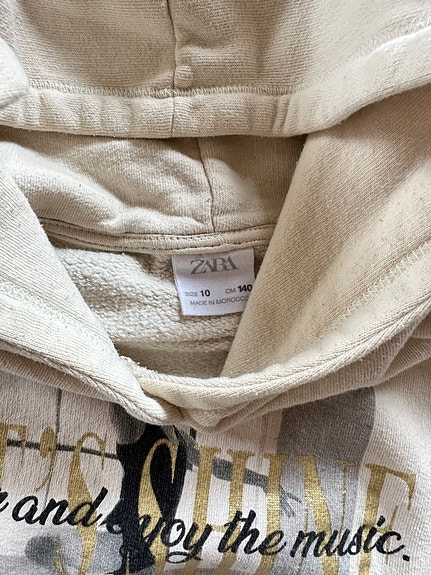 ZARA
SIZE 10 CM 140
MADE IN MOROCCO
T'S SHINE
and enjoy the music.